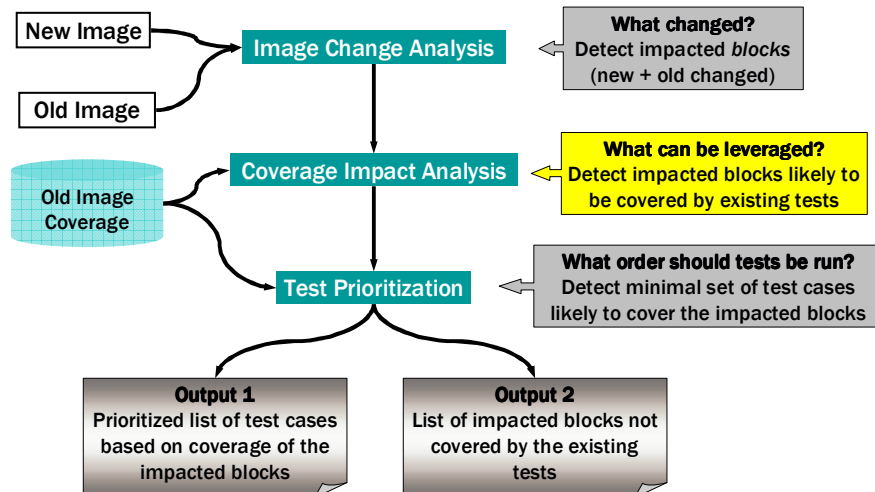 New Image
Old Image
Image Change Analysis
What changed?
Detect impacted blocks
(new + old changed)
Old Image
Coverage
Coverage Impact Analysis
What can be leveraged?
Detect impacted blocks likely to
be covered by existing tests
Test Prioritization
What order should tests be run?
Detect minimal set of test cases
likely to cover the impacted blocks
Output 1
Prioritized list of test cases
based on coverage of the
impacted blocks
Output 2
List of impacted blocks not
covered by the existing
tests